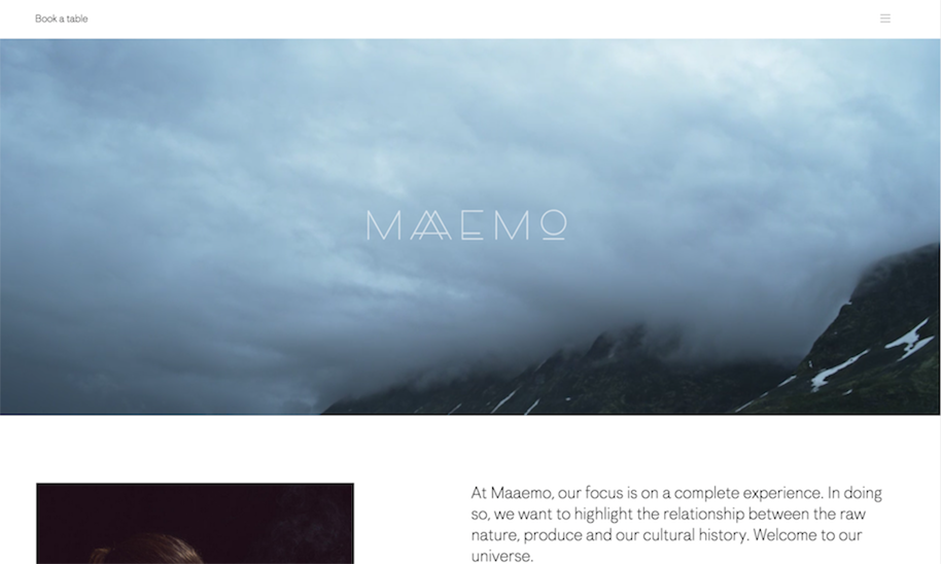 Book a table
MAAEMO
At Maaemo, our focus is on a complete experience. In doing
so, we want to highlight the relationship between the raw
nature, produce and our cultural history. Welcome to our
universe.